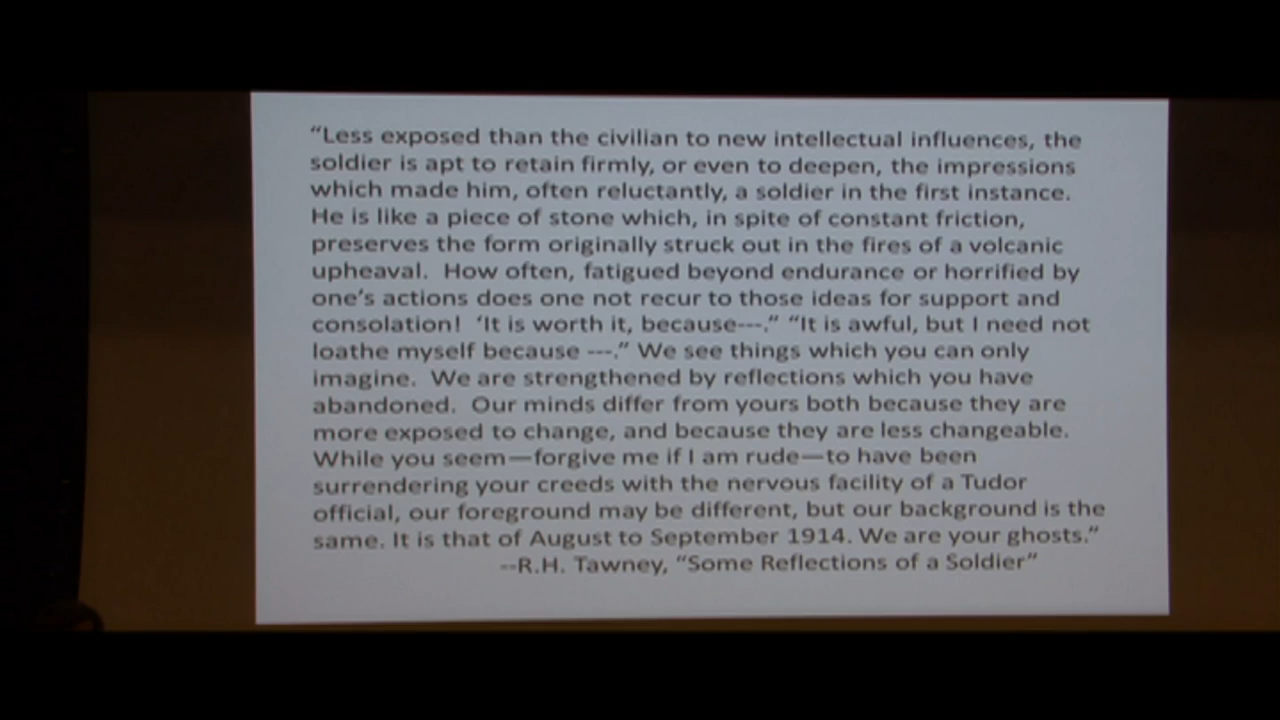 “Less exposed than the civilian to new intellectual influences, the
soldier is apt to retain firmly, or even to deepen, the impressions
which made him, often reluctantly, a soldier in the first instance.
He is like a piece of stone which, in spite of constant friction,
preserves the form originally struck out in the fires of a volcanic
upheaval.  How often, fatigued beyond endurance or horrified by
one’s actions does one not recur to those ideas for support and
consolation!  ‘It is worth it, because---.” “It is awful, but I need not
loathe myself because ---.” We see things which you can only
imagine.  We are strengthened by reflections which you have
abandoned.  Our minds differ from yours both because they are
more exposed to change, and because they are less changeable.
While you seem—forgive me if I am rude—to have been
surrendering your creeds with the nervous facility of a Tudor
official, our foreground may be different, but our background is the
same. It is that of August to September 1914. We are your ghosts.”
--R.H. Tawney, “Some Reflections of a Soldier”